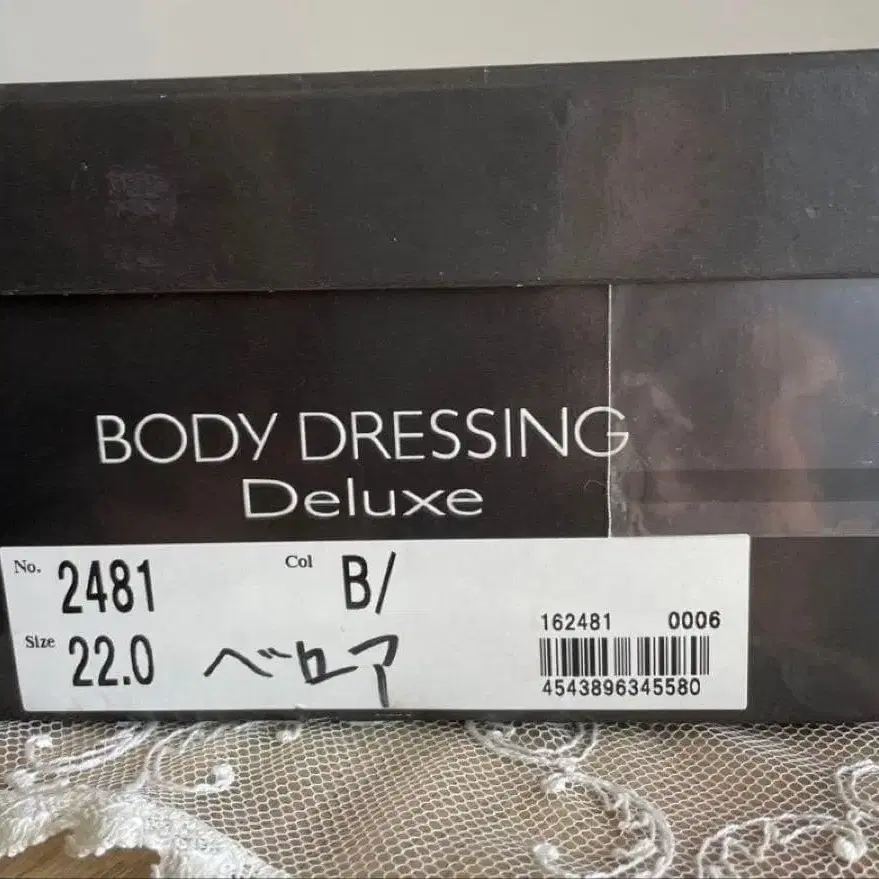 BODY DRESSING
Deluxe
No. 2481 Col B/
Size 22.0 ベロア
162481 0006
4543896345580